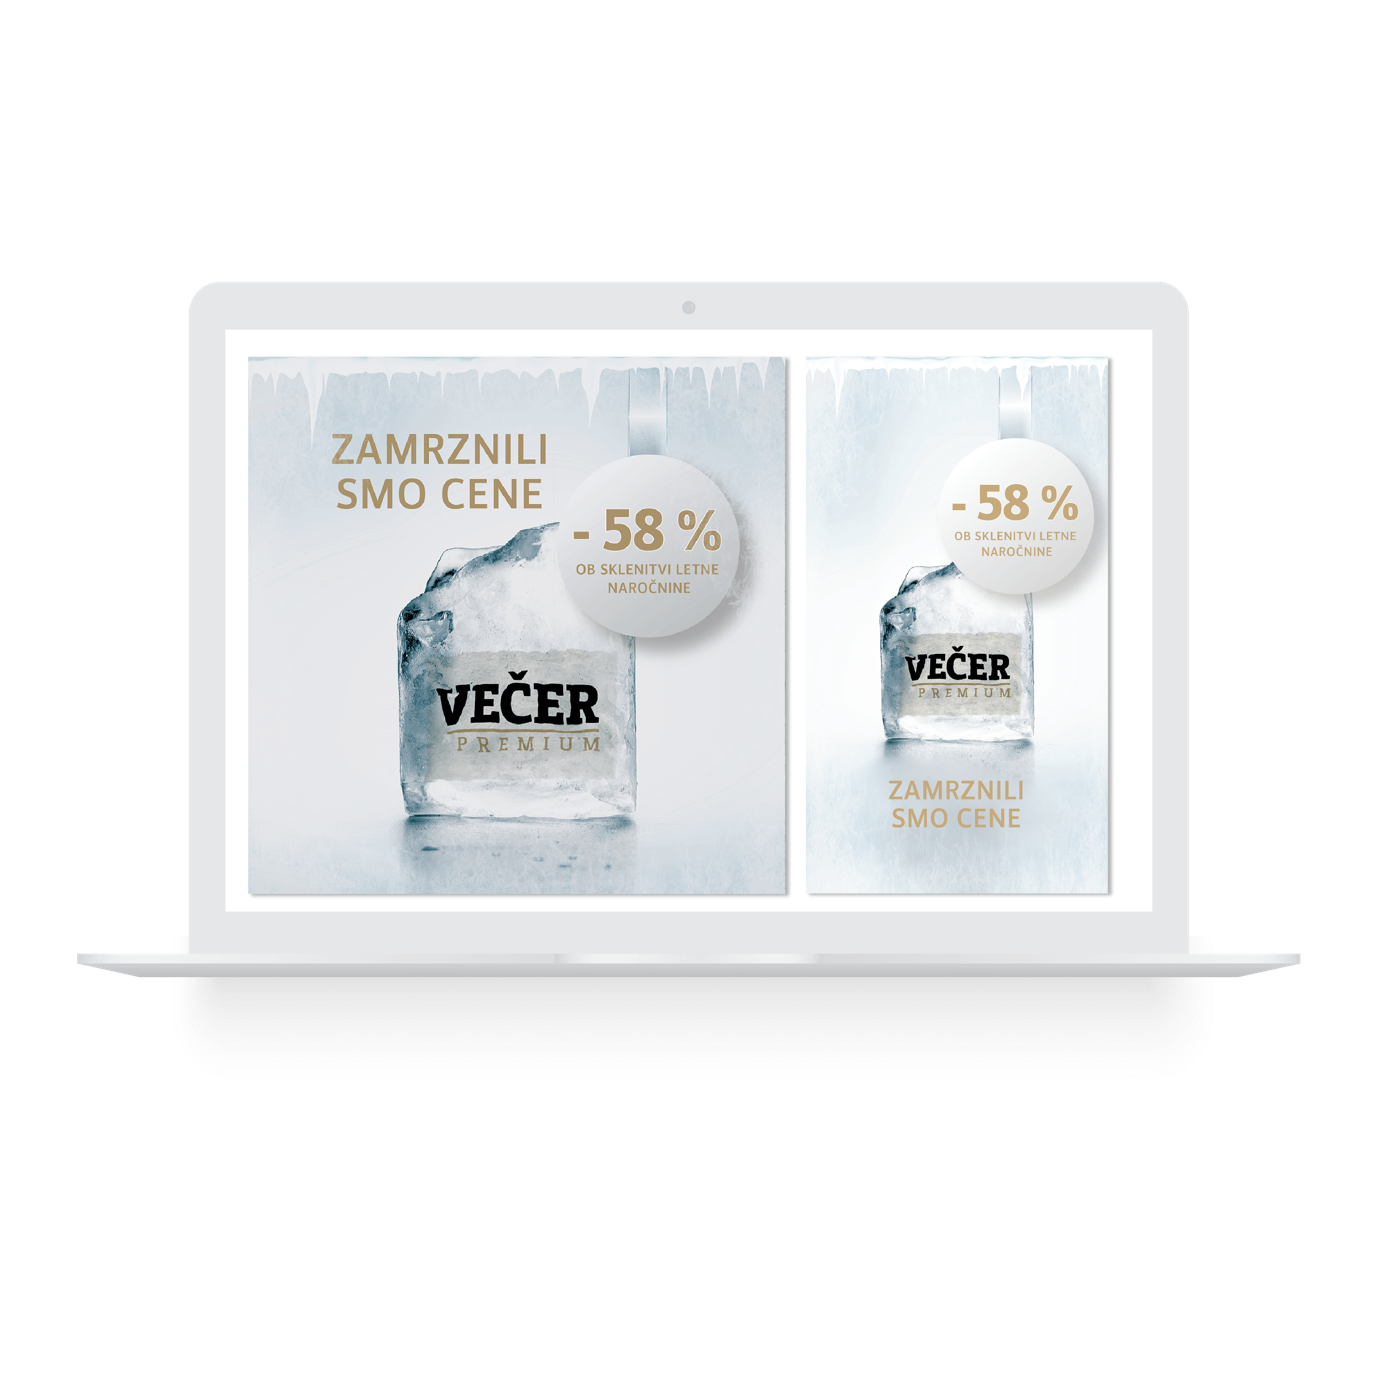 ZAMRZNILI
SMO CENE
- 58 %
OB SKLENITVI LETNE
NAROČNINE
VEČER
PREMIUM
- 58 %
OB SKLENITVI LETNE
NAROČNINE
VEČER
PREMIUM
ZAMRZNILI
SMO CENE